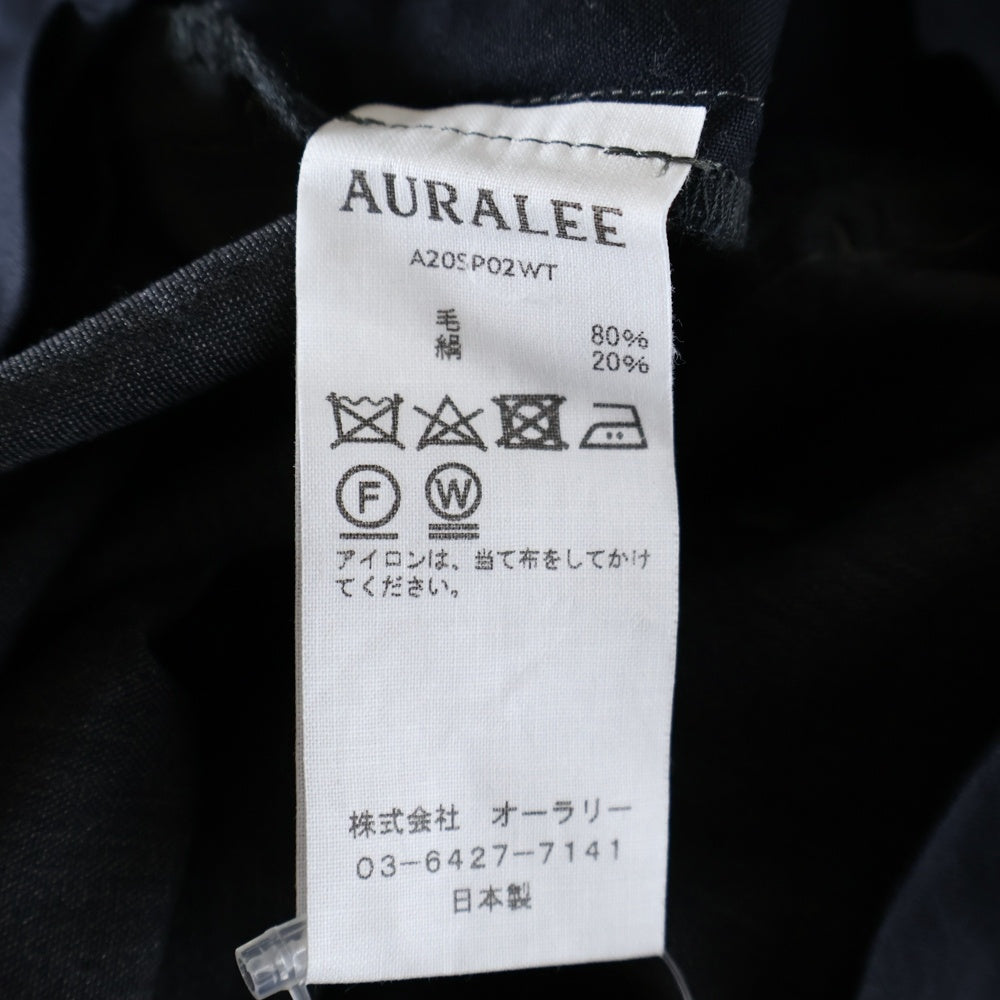 AURALEE
A20SP02WT
毛 80%
絹 20%
F W
アイロンは、当て布をしてかけ
てください。
株式会社 オーラリー
03-6427-7141
日本製